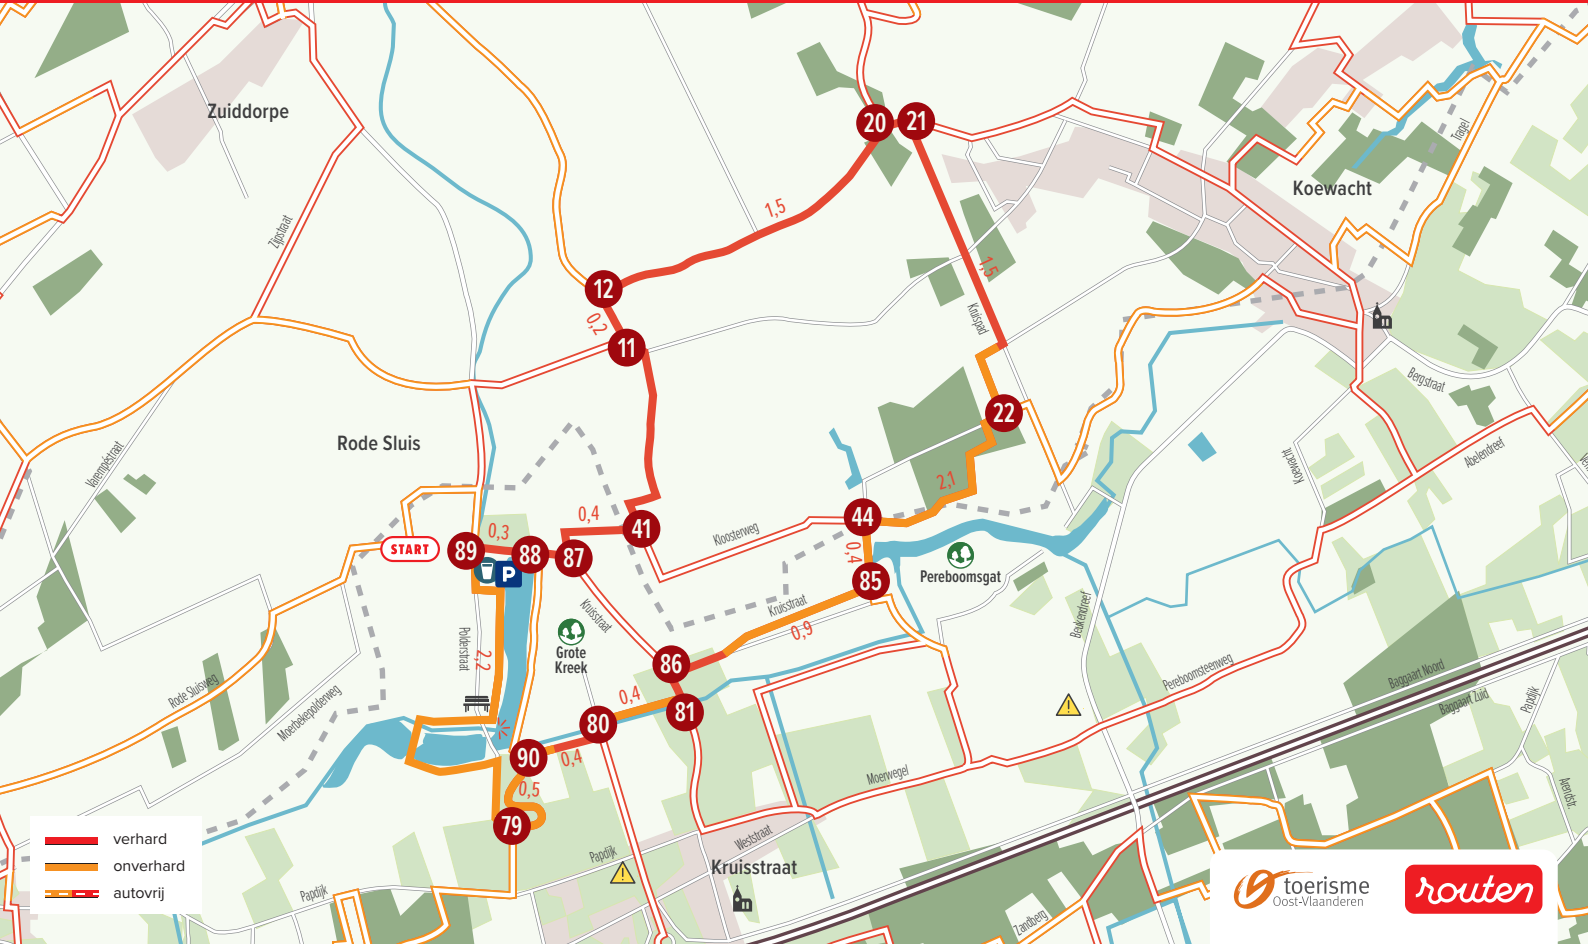 Zuiddorpe
Zijpstraat
20
21
Koewacht
Tragel
1,5
12
1,5
0,2
11
Kruispad
Bergstraat
22
Rode Sluis
Varempéstraat
Abelendreef
Koewacht
2,1
0,4
44
0,3
41
Kloosterweg
START
89
88
87
0,4
P
Pereboomsgat
85
Kruisstraat
Kruisstraat
Beukendreef
0,9
Polderstraat
2,2
Grote
Kreek
86
Rode Sluisweg
Moerbekepolderweg
Pereboomsteenweg
Baggaart Noord
Baggaart Zuid
Papdijk
0,4
81
80
90
0,4
Moerwegel
0,5
79
Arendstr.
Weststraat
Papdijk
Kruisstraat
Papdijk
Zandberg
verhard
onverhard
autovrij
toerisme
Oost-Vlaanderen
routen